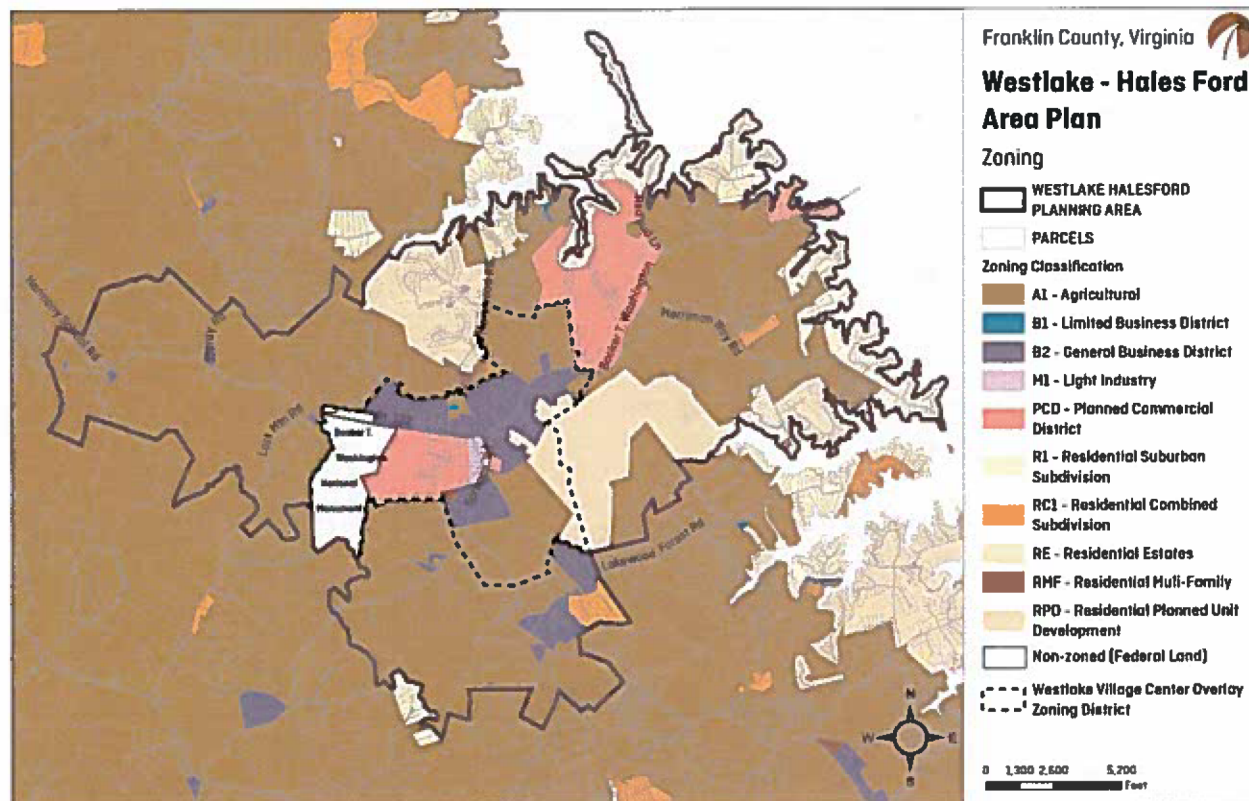 Franklin County, Virginia
Westlake - Hales Ford
Area Plan
Zoning
WESTLAKE HALESFORD
PLANNING AREA
PARCELS
Zoning Classification
A1 - Agricultural
B1 - Limited Business District
B2 - General Business District
M1 - Light Industry
PCD - Planned Commercial
District
R1 - Residential Suburban
Subdivision
RC1 - Residential Combined
Subdivision
RE - Residential Estates
RMF - Residential Muli-Family
RPD - Residential Planned Unit
Development
Non-zoned (Federal Land)
Westlake Village Center Overlay
Zoning District
0 1,300 2,600 5,200
Feet
N
W E
S
Booker T. Washington
Merriman Way Rd
Lost Mtn Rd
Booker T.
Washington
National
Monument
Lakewood Forest Rd